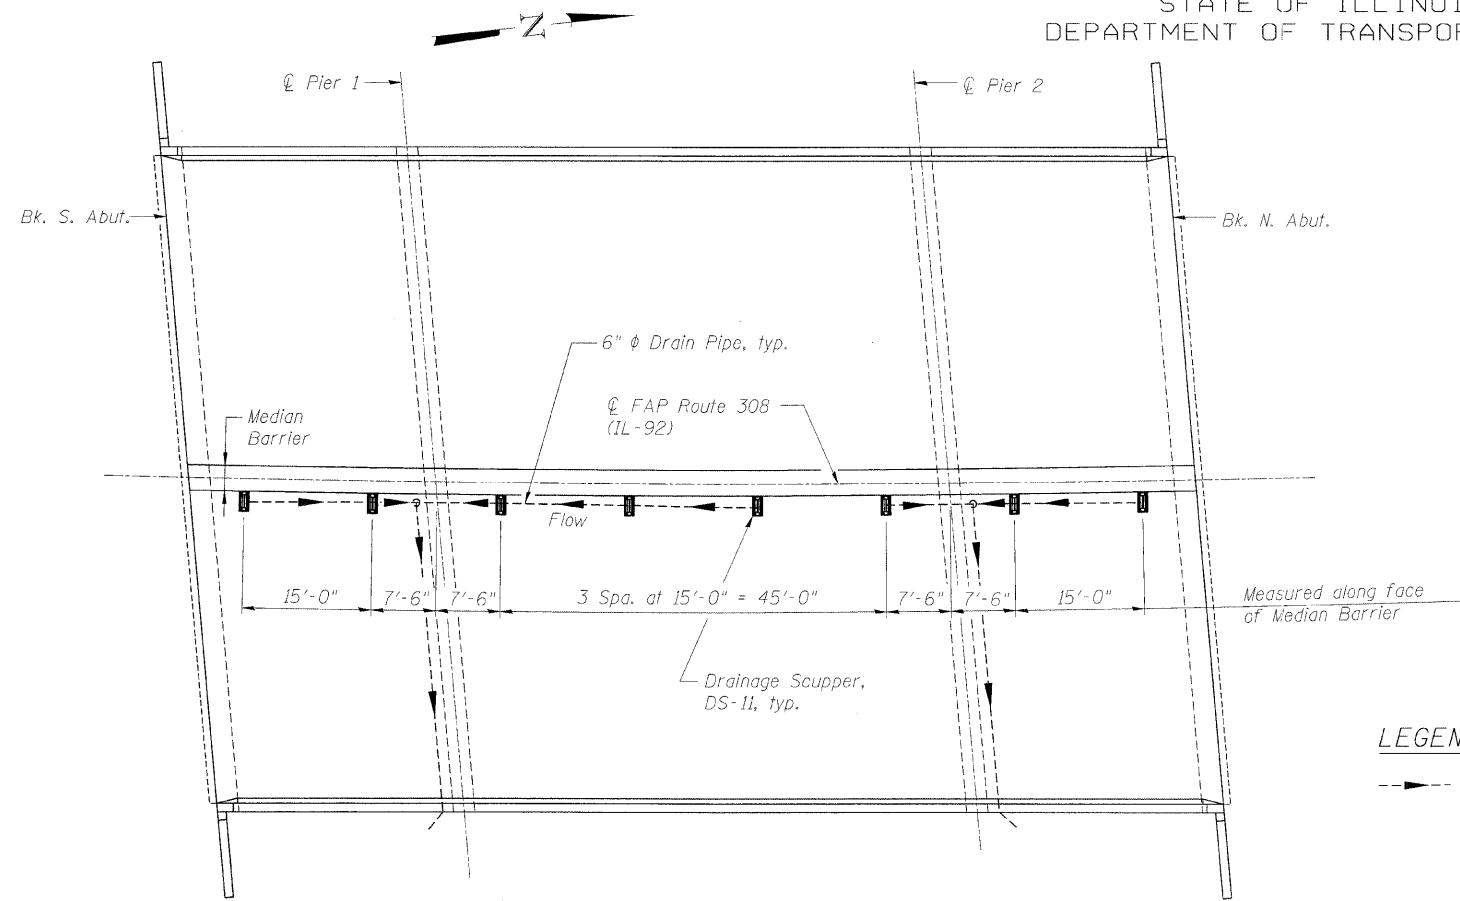 STATE OF ILLINOI
DEPARTMENT OF TRANSPOR
Z
℄ Pier 1
℄ Pier 2
Bk. S. Abut.
Bk. N. Abut.
6" ϕ Drain Pipe, typ.
℄ FAP Route 308
(IL-92)
Median
Barrier
Flow
15'-0"
7'-6"
7'-6"
3 Spa. at 15'-0" = 45'-0"
7'-6"
7'-6"
15'-0"
Measured along face
of Median Barrier
Drainage Scupper,
DS-11, typ.
LEGEN